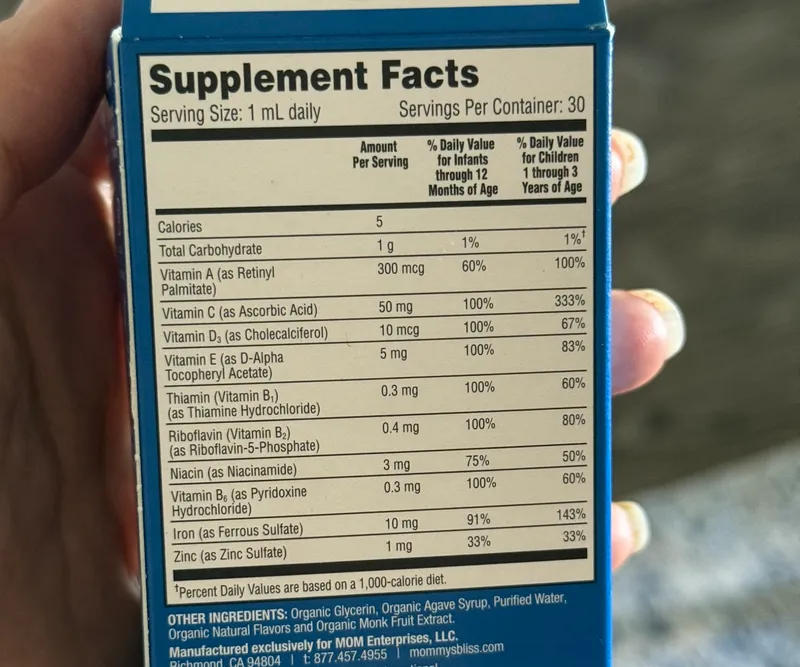 Supplement Facts
Serving Size: 1 mL daily Servings Per Container: 30
Amount Per Serving % Daily Value for Infants through 12 Months of Age % Daily Value for Children 1 through 3 Years of Age
Calories 5
Total Carbohydrate 1 g 1% 1%†
Vitamin A (as Retinyl 300 mcg 60% 100%
Palmitate)
Vitamin C (as Ascorbic Acid) 50 mg 100% 333%
Vitamin D₃ (as Cholecalciferol) 10 mcg 100% 67%
Vitamin E (as D-Alpha 5 mg 100% 83%
Tocopheryl Acetate)
Thiamin (Vitamin B₁) 0.3 mg 100% 60%
(as Thiamine Hydrochloride)
Riboflavin (Vitamin B₂) 0.4 mg 100% 80%
(as Riboflavin-5-Phosphate)
Niacin (as Niacinamide) 3 mg 75% 50%
Vitamin B₆ (as Pyridoxine 0.3 mg 100% 60%
Hydrochloride)
Iron (as Ferrous Sulfate) 10 mg 91% 143%
Zinc (as Zinc Sulfate) 1 mg 33% 33%
†Percent Daily Values are based on a 1,000-calorie diet.
OTHER INGREDIENTS: Organic Glycerin, Organic Agave Syrup, Purified Water,
Organic Natural Flavors and Organic Monk Fruit Extract.
Manufactured exclusively for MOM Enterprises, LLC.
Richmond, CA 94804 | t: 877.457.4955 | mommysbliss.com